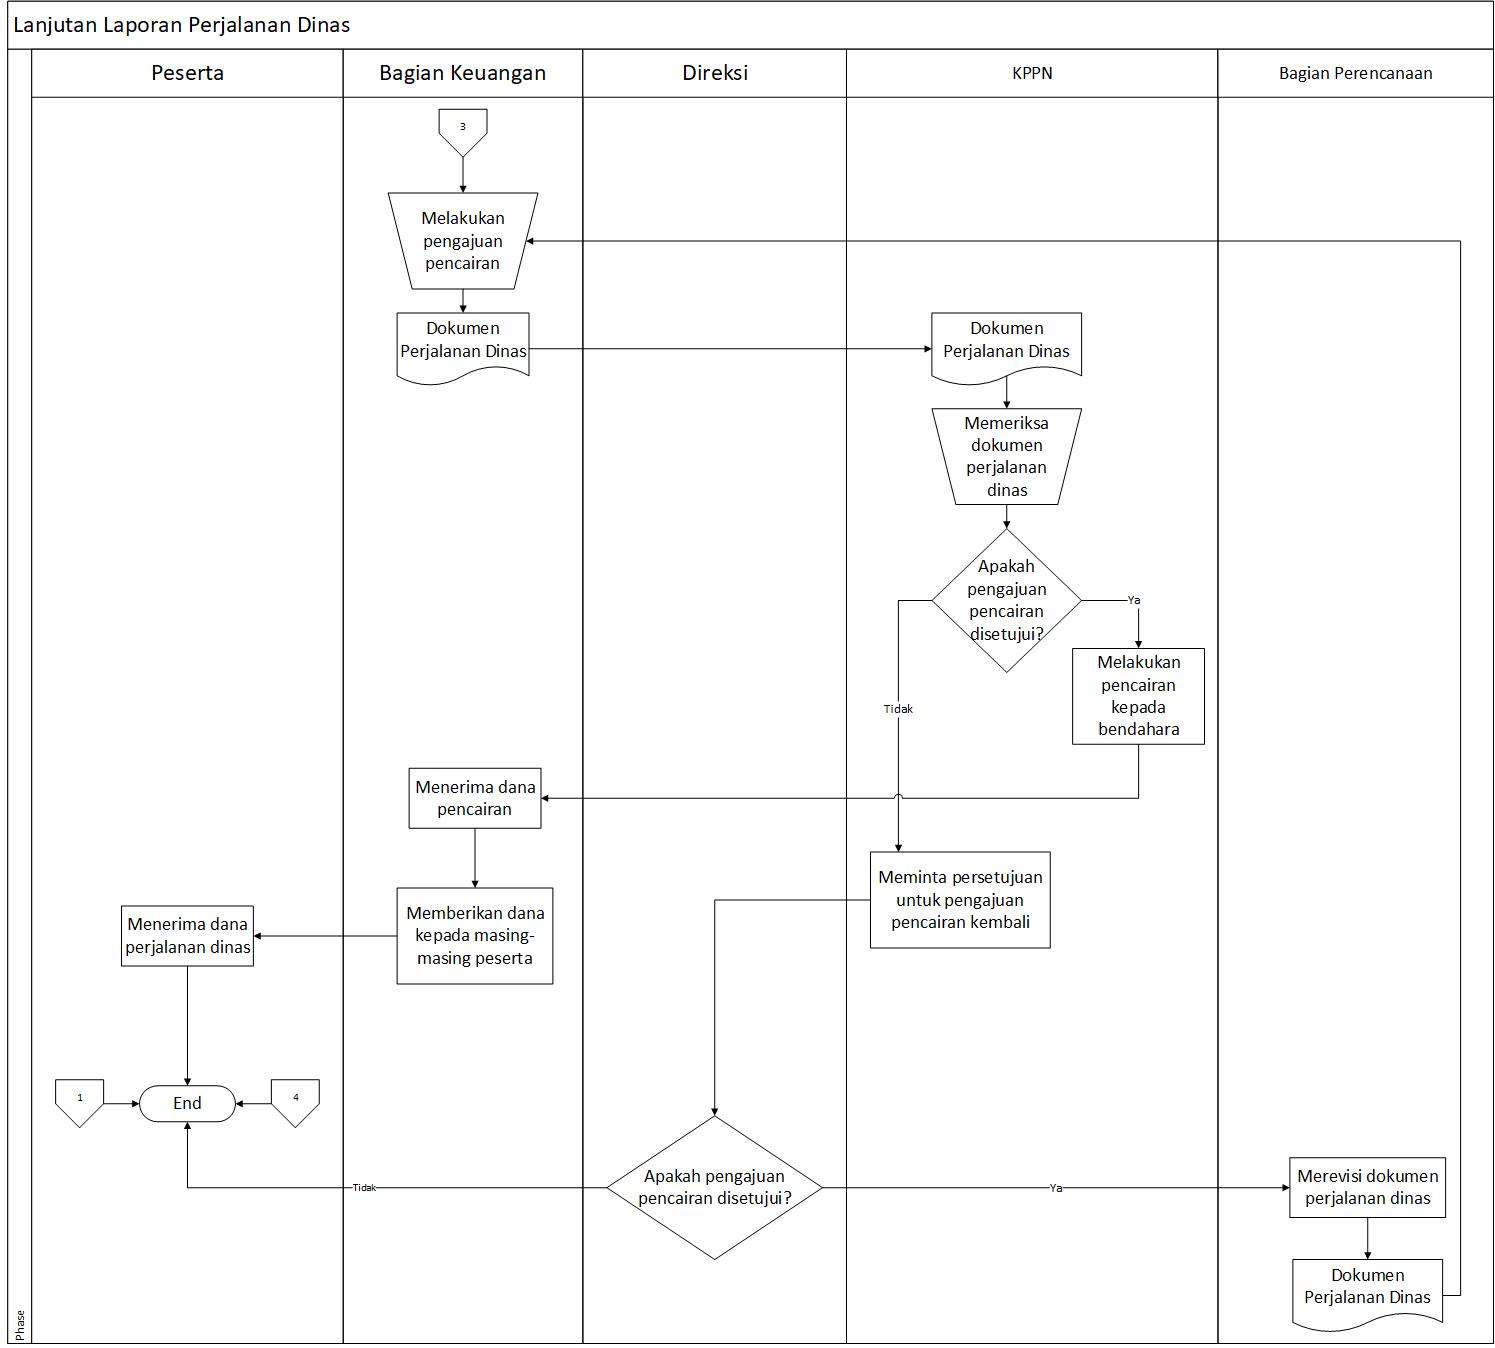 Lanjutan Laporan Perjalanan Dinas
Peserta
Bagian Keuangan
Direksi
KPPN
Bagian Perencanaan
3
Melakukan
pengajuan
pencairan
Dokumen
Perjalanan Dinas
Dokumen
Perjalanan Dinas
Memeriksa
dokumen
perjalanan
dinas
Apakah
pengajuan
pencairan
disetujui?
Ya
Tidak
Melakukan
pencairan
kepada
bendahara
Menerima dana
pencairan
Meminta persetujuan
untuk pengajuan
pencairan kembali
Memberikan dana
kepada masing-
masing peserta
Menerima dana
perjalanan dinas
1
End
4
Tidak
Apakah pengajuan
pencairan disetujui?
Ya
Merevisi dokumen
perjalanan dinas
Dokumen
Perjalanan Dinas
Phase